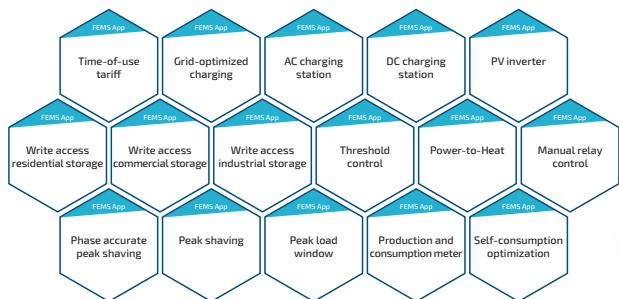 FEMS App FEMS App FEMS App FEMS App FEMS App
Time-of-use Grid-optimized AC charging DC charging PV inverter
tariff charging station station
FEMS App FEMS App FEMS App FEMS App FEMS App FEMS App
Write access Write access Write access Threshold Power-to-Heat Manual relay
residential storage commercial storage industrial storage control control
FEMS App FEMS App FEMS App FEMS App FEMS App
Phase accurate Peak shaving Peak load Production and Self-consumption
peak shaving window consumption meter optimization